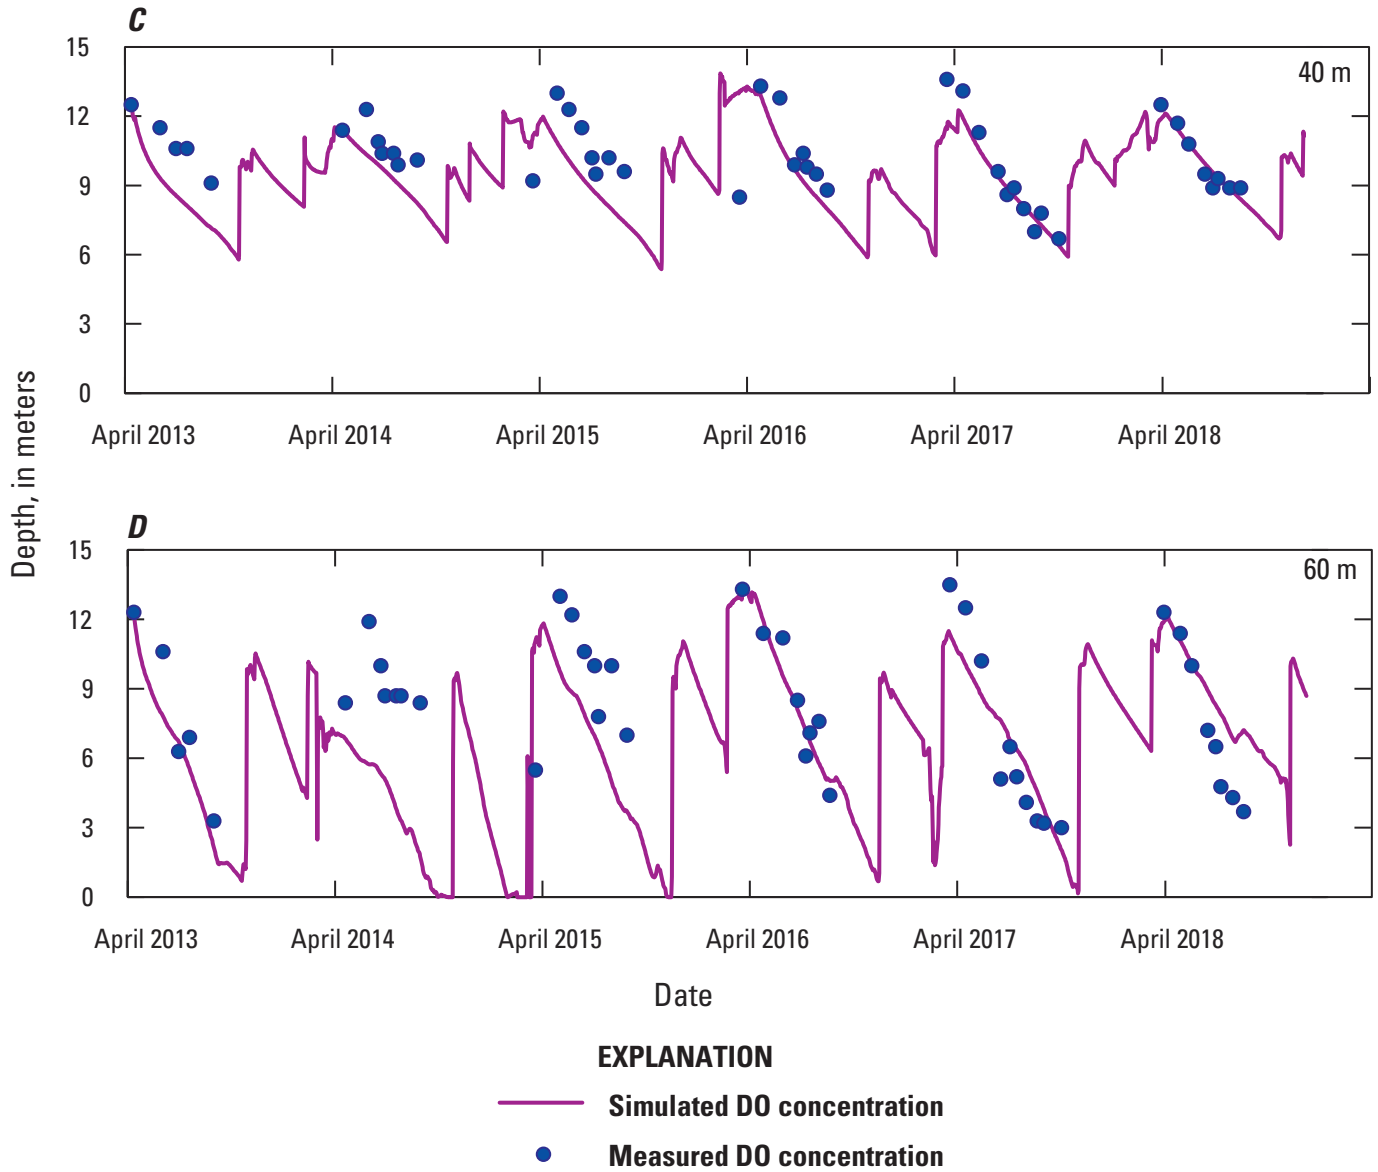 C
15
12
9
6
3
0
40 m
April 2013
April 2014
April 2015
April 2016
April 2017
April 2018
Depth, in meters
D
15
12
9
6
3
0
60 m
April 2013
April 2014
April 2015
April 2016
April 2017
April 2018
Date
EXPLANATION
Simulated DO concentration
Measured DO concentration